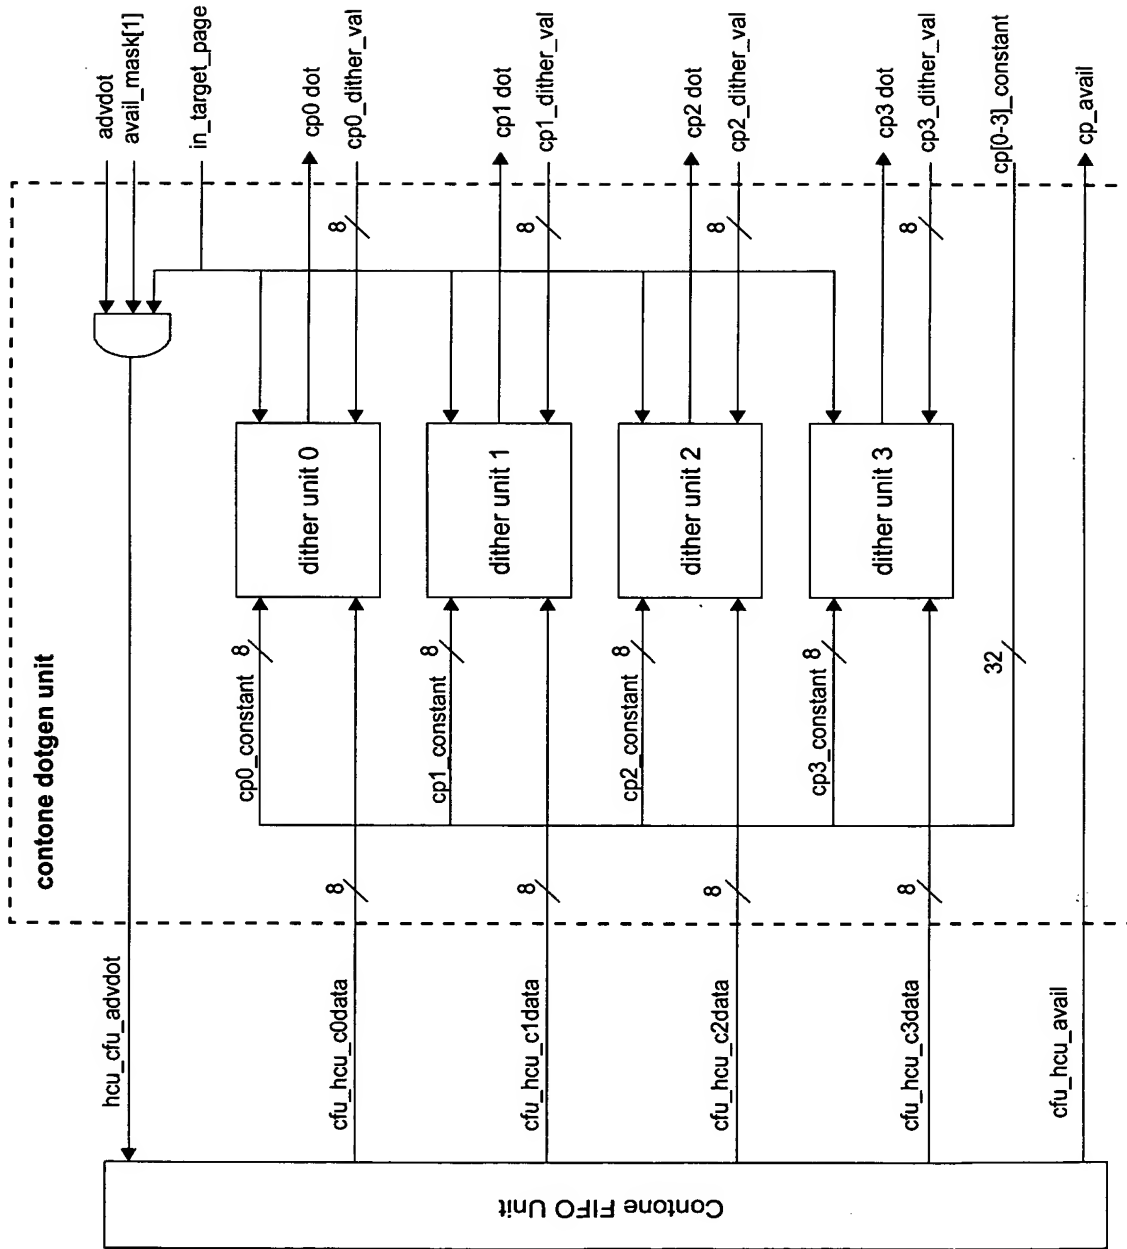 contone dotgen unit
advdot
avail_mask[1]
in_target_page
cp0 dot
cp0_dither_val
cp1 dot
cp1_dither_val
cp2 dot
cp2_dither_val
cp3 dot
cp3_dither_val
cp[0-3]_constant
cp_avail
8
8
8
8
dither unit 0
dither unit 1
dither unit 2
dither unit 3
cp0_constant
8
cp1_constant
8
cp2_constant
8
cp3_constant
8
32
8
8
8
8
hcu_cfu_advdot
cfu_hcu_c0data
cfu_hcu_c1data
cfu_hcu_c2data
cfu_hcu_c3data
cfu_hcu_avail
Contone FIFO Unit